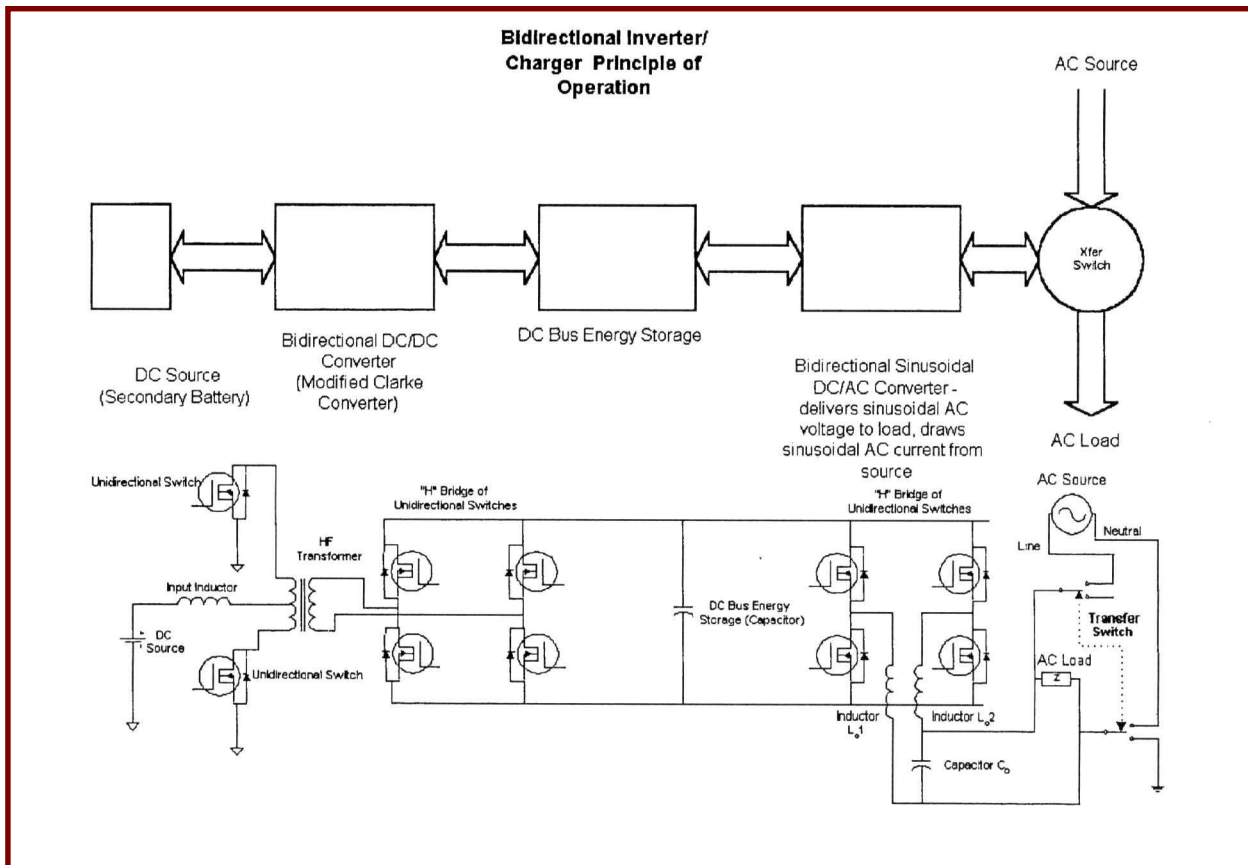 Bidirectional Inverter/
Charger Principle of
Operation
AC Source
Xfer
Switch
DC Source
(Secondary Battery)
Bidirectional DC/DC
Converter
(Modified Clarke
Converter)
DC Bus Energy Storage
Bidirectional Sinusoidal
DC/AC Converter -
delivers sinusoidal AC
voltage to load, draws
sinusoidal AC current from
source
AC Load
Unidirectional Switch
"H" Bridge of
Unidirectional Switches
HF
Transformer
Input Inductor
+
DC
Source
Unidirectional Switch
DC Bus Energy
Storage (Capacitor)
"H" Bridge of
Unidirectional Switches
AC Source
Line
Neutral
Transfer
Switch
AC Load
Z
Inductor
Lo1
Inductor Lo2
Capacitor Co